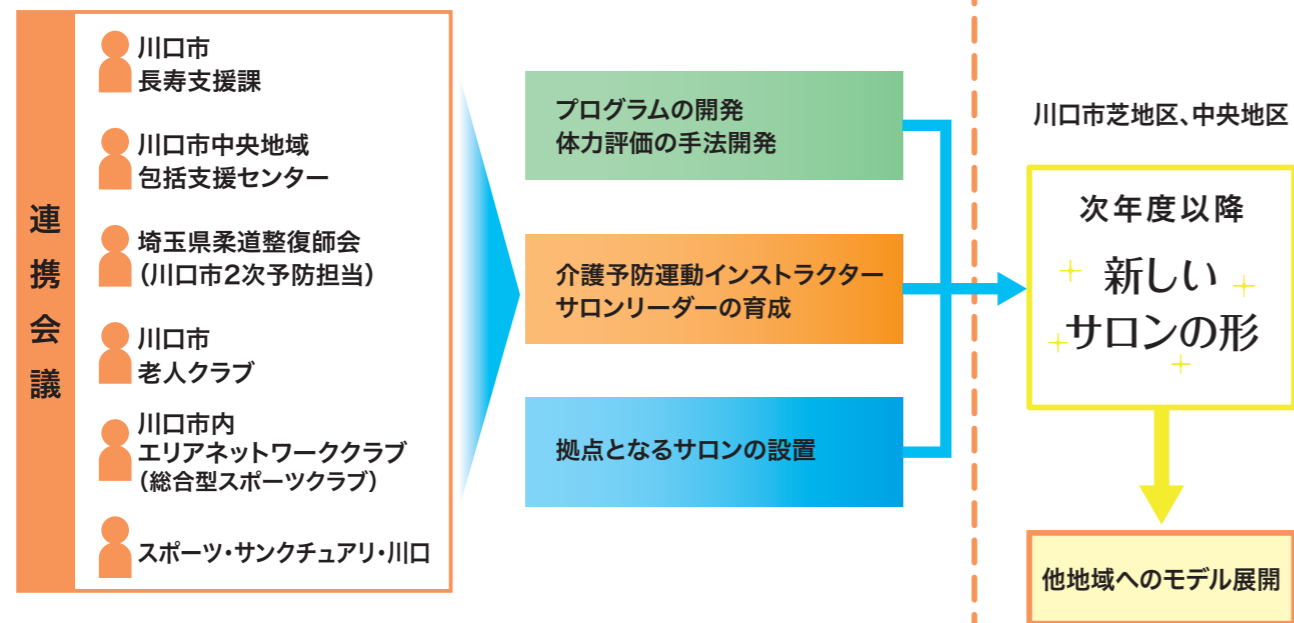 連携会議
川口市
長寿支援課
川口市中央地域
包括支援センター
埼玉県柔道整復師会
（川口市2次予防担当）
川口市
老人クラブ
川口市内
エリアネットワーククラブ
（総合型スポーツクラブ）
スポーツ・サンクチュアリ・川口
プログラムの開発
体力評価の手法開発
介護予防運動インストラクター
サロンリーダーの育成
拠点となるサロンの設置
川口市芝地区、中央地区
次年度以降
新しい
サロンの形
他地域へのモデル展開